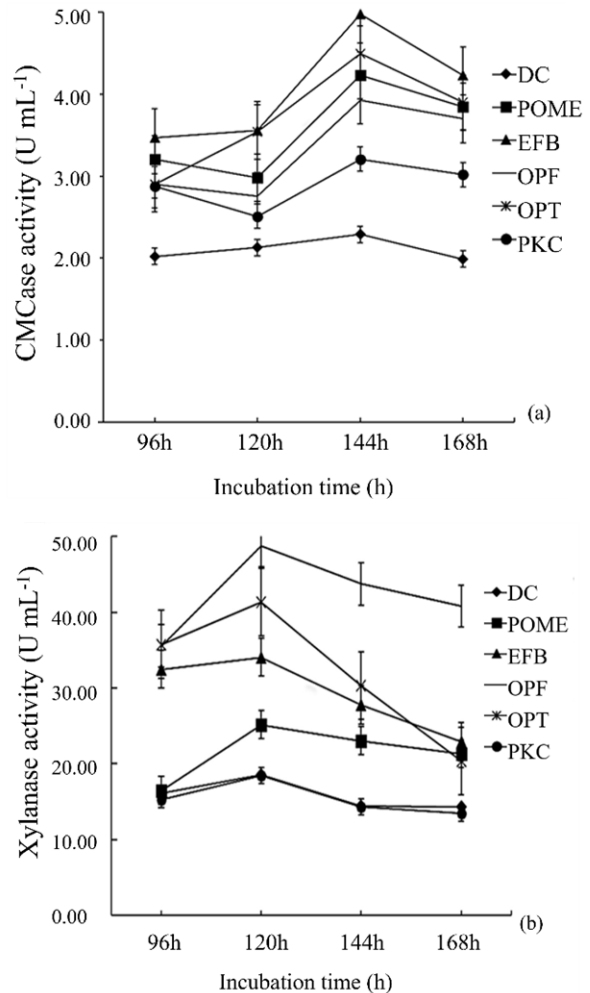 5.00
4.00
3.00
2.00
1.00
0.00
CMCase activity (U mL⁻¹)
DC
POME
EFB
OPF
OPT
PKC
96h 120h 144h 168h
(a)
Incubation time (h)
50.00
40.00
30.00
20.00
10.00
0.00
Xylanase activity (U mL⁻¹)
DC
POME
EFB
OPF
OPT
PKC
96h 120h 144h 168h
(b)
Incubation time (h)